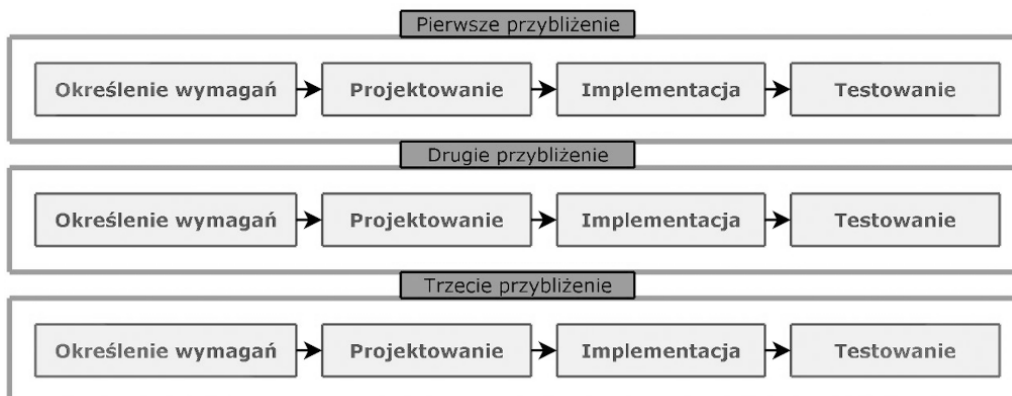 Pierwsze przybliżenie
Określenie wymagań Projektowanie Implementacja Testowanie
Drugie przybliżenie
Określenie wymagań Projektowanie Implementacja Testowanie
Trzecie przybliżenie
Określenie wymagań Projektowanie Implementacja Testowanie